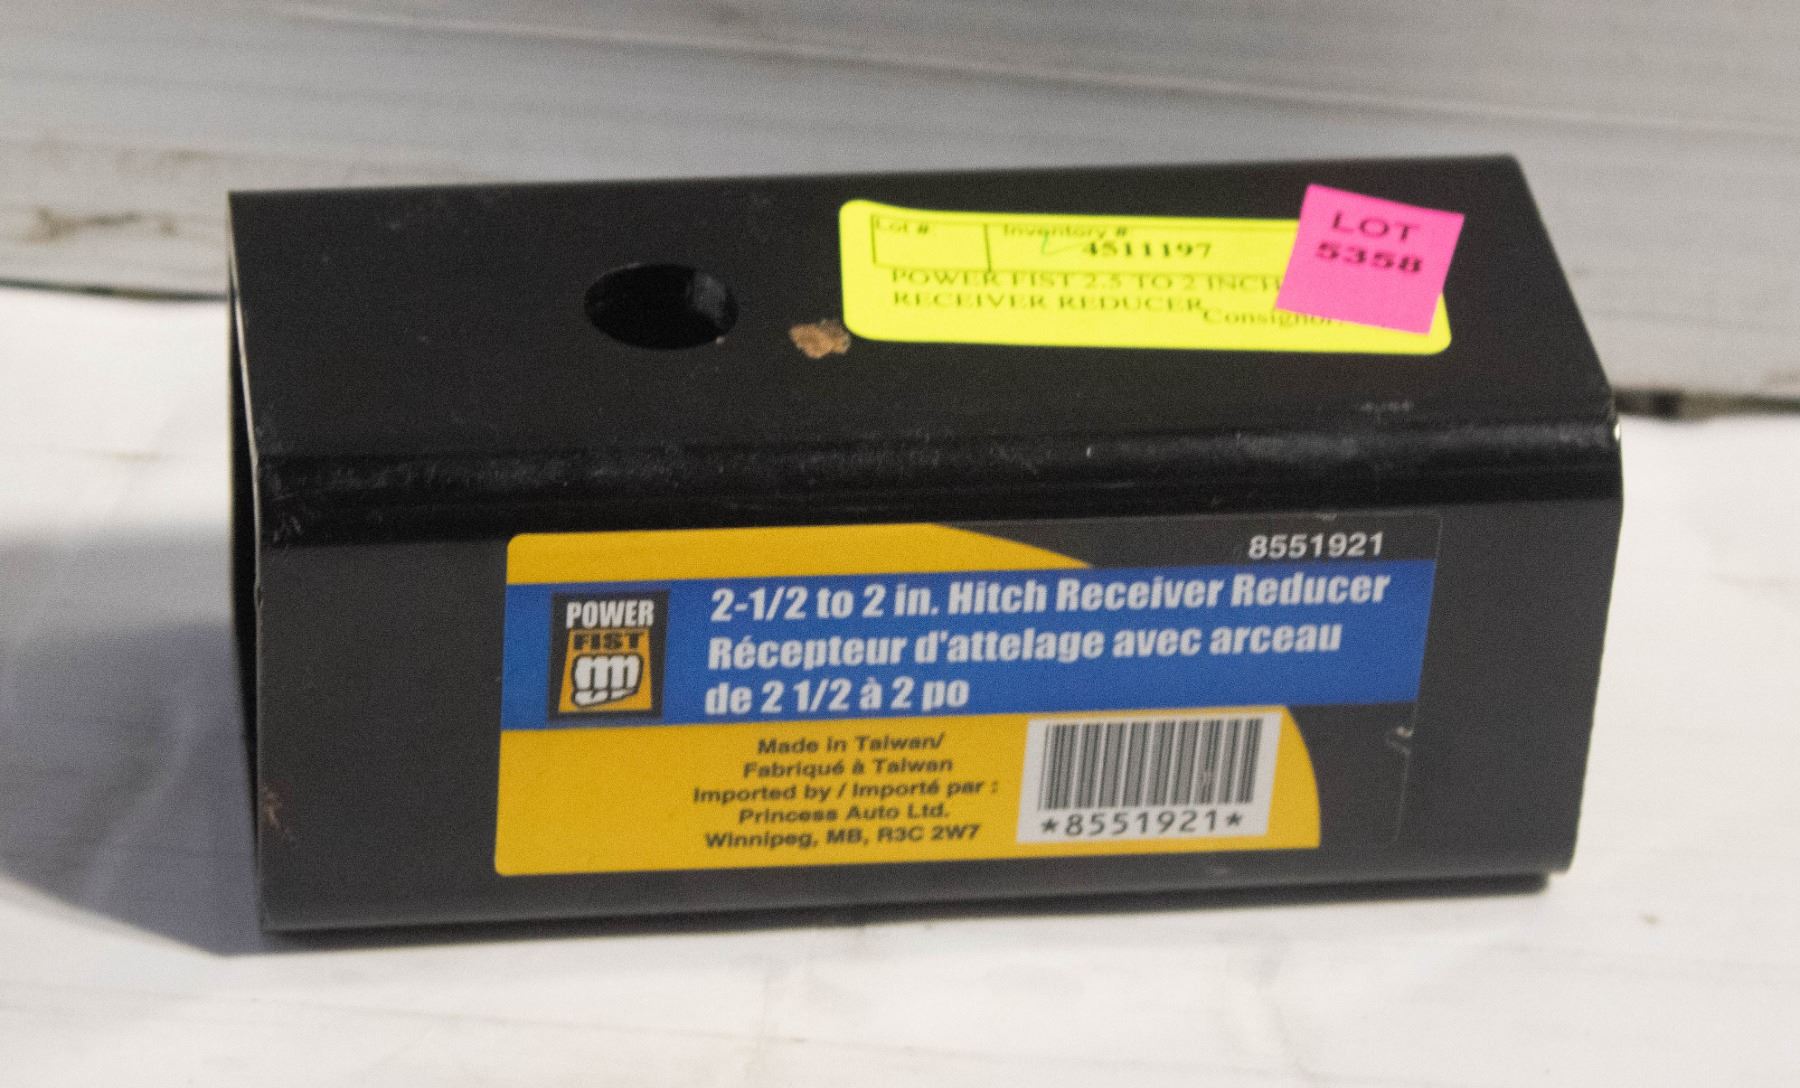 Lot #
Inventory #
4511197
POWER FIST 2.5 TO 2 INCH
RECEIVER REDUCER
Consignor
LOT
5358
8551921
POWER
FIST
2-1/2 to 2 in. Hitch Receiver Reducer
Récepteur d'attelage avec arceau
de 2 1/2 à 2 po
Made in Taiwan/
Fabriqué à Taiwan
Imported by / Importé par :
Princess Auto Ltd.
Winnipeg, MB, R3C 2W7
*8551921*